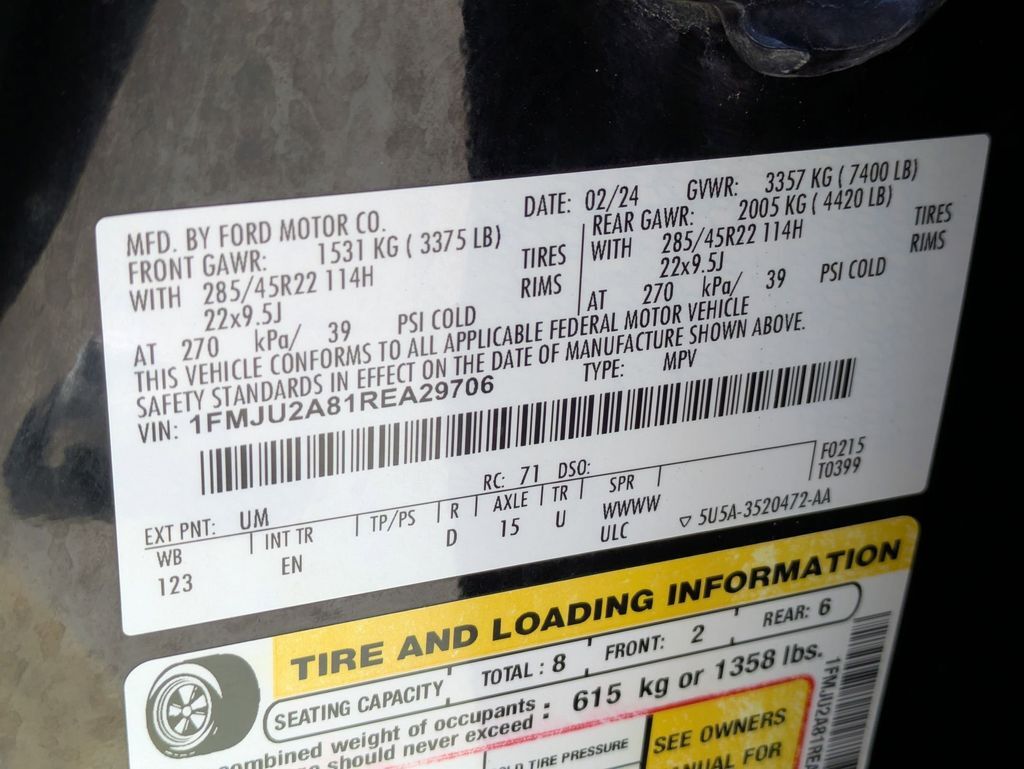 MFD. BY FORD MOTOR CO. DATE: 02/24 GVWR: 3357 KG ( 7400 LB)
FRONT GAWR: 1531 KG ( 3375 LB) REAR GAWR: 2005 KG ( 4420 LB)
WITH 285/45R22 114H TIRES WITH 285/45R22 114H TIRES
22x9.5J RIMS 22x9.5J RIMS
AT 270 kPa/ 39 PSI COLD AT 270 kPa/ 39 PSI COLD
THIS VEHICLE CONFORMS TO ALL APPLICABLE FEDERAL MOTOR VEHICLE
SAFETY STANDARDS IN EFFECT ON THE DATE OF MANUFACTURE SHOWN ABOVE.
VIN: 1FMJU2A81REA29706 TYPE: MPV
F0215
T0399
EXT PNT: UM RC: 71 DSO:
WB INT TR TP/PS R AXLE TR SPR
123 EN D 15 U WWWW
ULC
5U5A-3520472-AA
TIRE AND LOADING INFORMATION
SEATING CAPACITY TOTAL : 8 FRONT: 2 REAR: 6
combined weight of occupants
should never exceed : 615 kg or 1358 lbs.
TIRE PRESSURE
SEE OWNERS
MANUAL FOR
1FMJU2A81REA